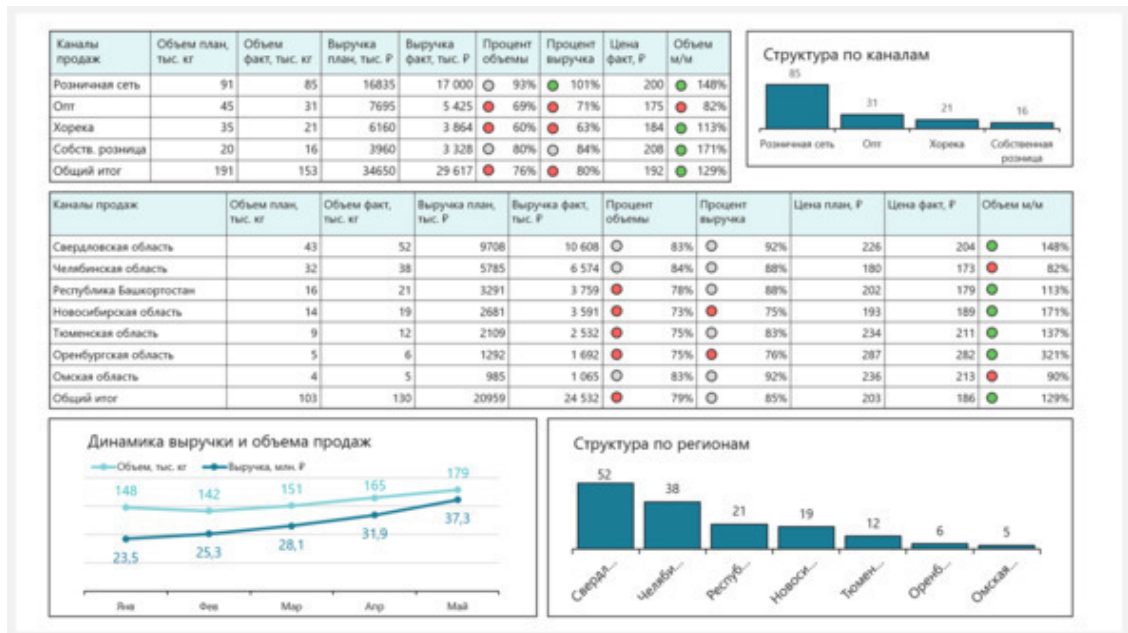 Каналы продаж Объем план, тыс. кг Объем факт, тыс. кг Выручка план, тыс. ₽ Выручка факт, тыс. ₽ Процент объемы Процент выручка Цена факт, ₽ Объем м/м
Розничная сеть 91 85 16835 17 000 93% 101% 200 148%
Опт 45 31 7695 5 425 69% 71% 175 82%
Хорека 35 21 6160 3 864 60% 63% 184 113%
Собств. розница 20 16 3960 3 328 80% 84% 208 171%
Общий итог 191 153 34650 29 617 76% 80% 192 129%
Структура по каналам
85 31 21 16
Розничная сеть Опт Хорека Собственная розница
Каналы продаж Объем план, тыс. кг Объем факт, тыс. кг Выручка план, тыс. ₽ Выручка факт, тыс. ₽ Процент объемы Процент выручка Цена план, ₽ Цена факт, ₽ Объем м/м
Свердловская область 43 52 9708 10 608 83% 92% 226 204 148%
Челябинская область 32 38 5785 6 574 84% 88% 180 173 82%
Республика Башкортостан 16 21 3291 3 759 78% 88% 202 179 113%
Новосибирская область 14 19 2681 3 591 73% 75% 193 189 171%
Тюменская область 9 12 2109 2 532 75% 83% 234 211 137%
Оренбургская область 5 6 1292 1 692 75% 76% 287 282 321%
Омская область 4 5 985 1 065 83% 92% 236 213 90%
Общий итог 103 130 20959 24 532 79% 85% 203 186 129%
Динамика выручки и объема продаж
Объем, тыс. кг Выручка, млн. ₽
148 142 151 165 179
23,5 25,3 28,1 31,9 37,3
Янв Фев Мар Апр Май
Структура по регионам
52 38 21 19 12 6 5
Свердл... Челяби... Респуб... Новоси... Тюмен... Оренб... Омская...